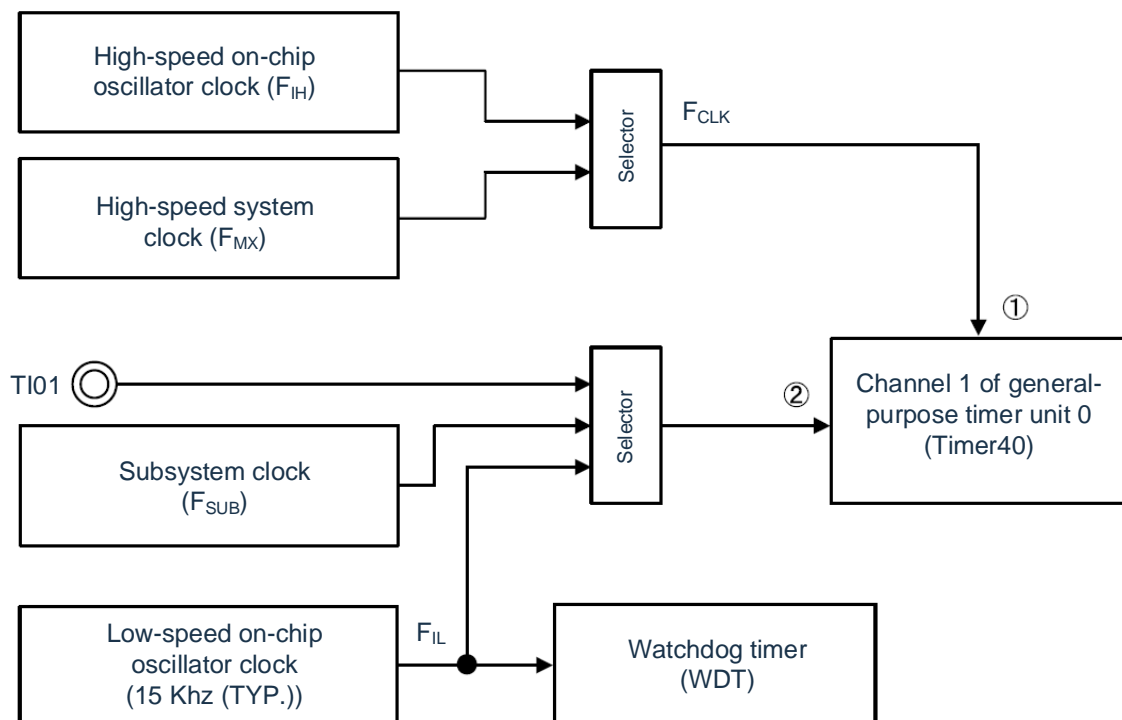 High-speed on-chip
oscillator clock (FIH)
Selector
FCLK
High-speed system
clock (FMX)
①
TI01
Selector
②
Channel 1 of general-
purpose timer unit 0
(Timer40)
Subsystem clock
(FSUB)
Low-speed on-chip
oscillator clock
(15 Khz (TYP.))
FIL
Watchdog timer
(WDT)